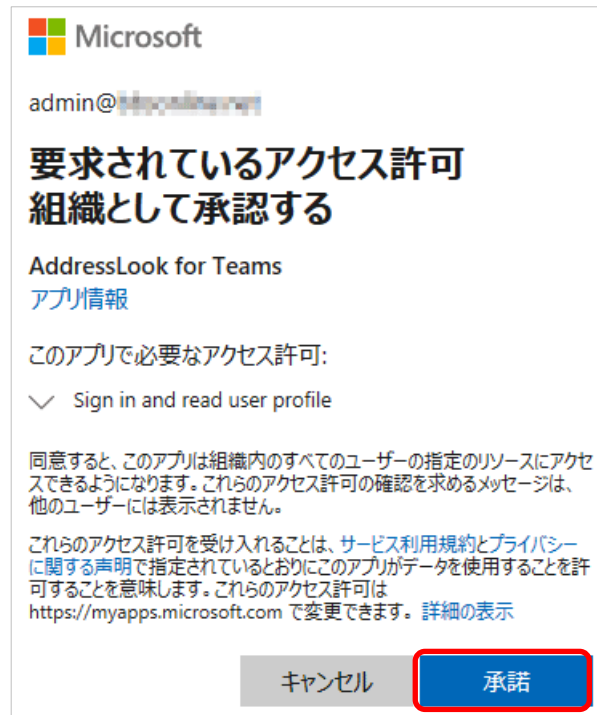 Microsoft
admin@
要求されているアクセス許可
組織として承認する
AddressLook for Teams
アプリ情報
このアプリで必要なアクセス許可:
Sign in and read user profile
同意すると、このアプリは組織内のすべてのユーザーの指定のリソースにアクセ
スできるようになります。これらのアクセス許可の確認を求めるメッセージは、
他のユーザーには表示されません。
これらのアクセス許可を受け入れることは、サービス利用規約とプライバシー
に関する声明で指定されているとおりにこのアプリがデータを使用することを許
可することを意味します。これらのアクセス許可は
https://myapps.microsoft.com で変更できます。詳細の表示
キャンセル
承諾